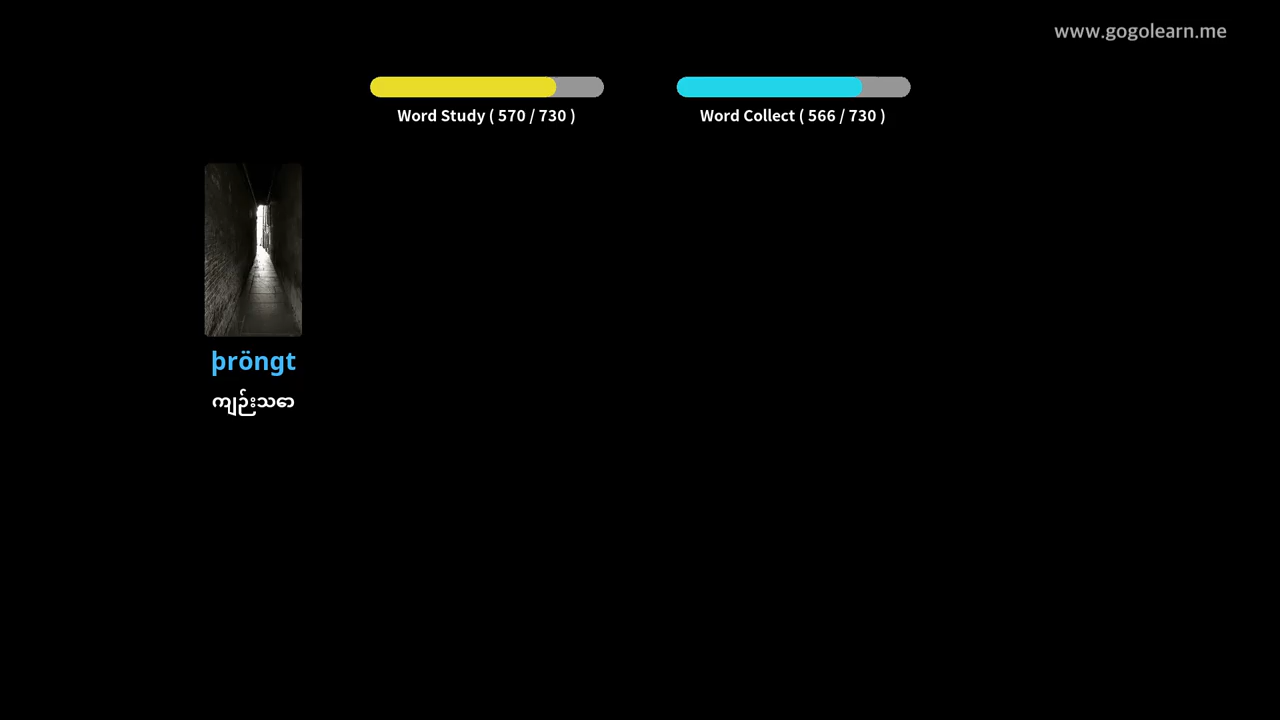 www.gogolearn.me
Word Study ( 570 / 730 )
Word Collect ( 566 / 730 )
þröngt
ကျဉ်းသော